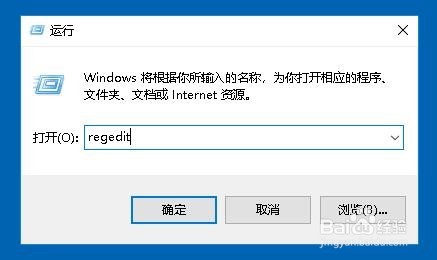 运行
Windows 将根据你所输入的名称，为你打开相应的程序、
文件夹、文档或 Internet 资源。
打开(O): regedit
确定 取消 浏览(B)...
Baidu 经验
jingyan.baidu.com